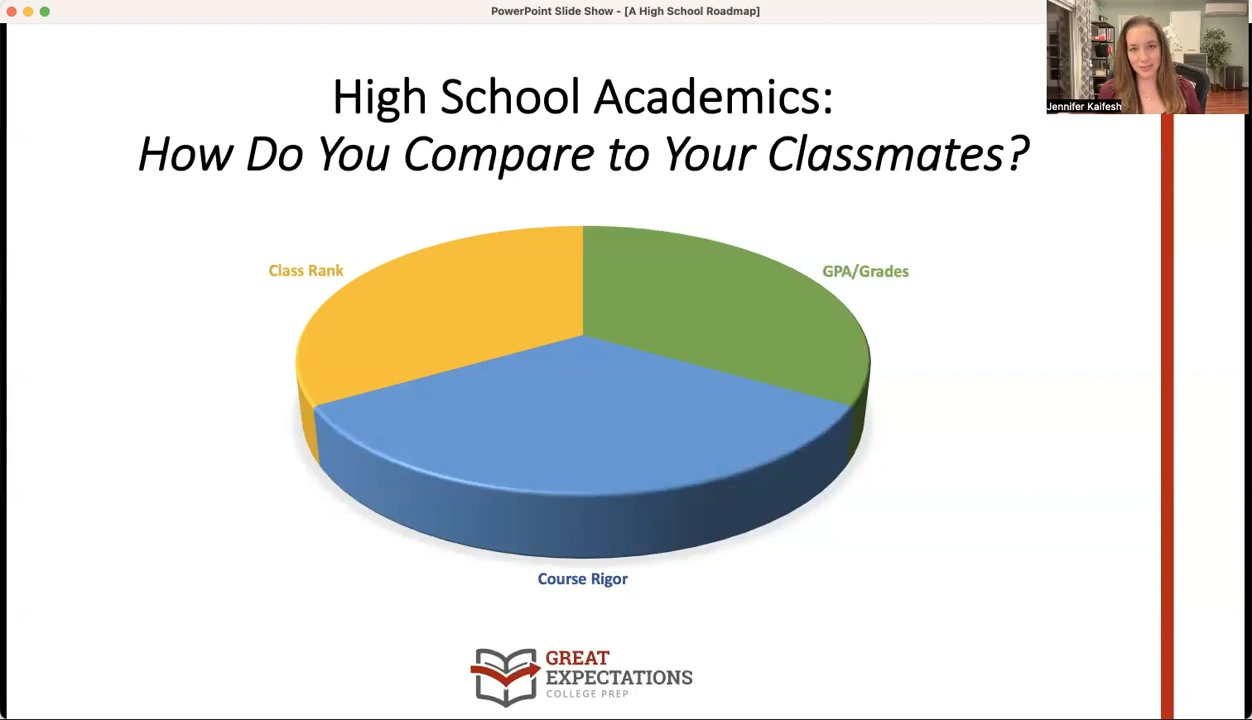 PowerPoint Slide Show - [A High School Roadmap]
Jennifer Kaifesh
High School Academics:
How Do You Compare to Your Classmates?
Class Rank
GPA/Grades
Course Rigor
GREAT
EXPECTATIONS
COLLEGE PREP